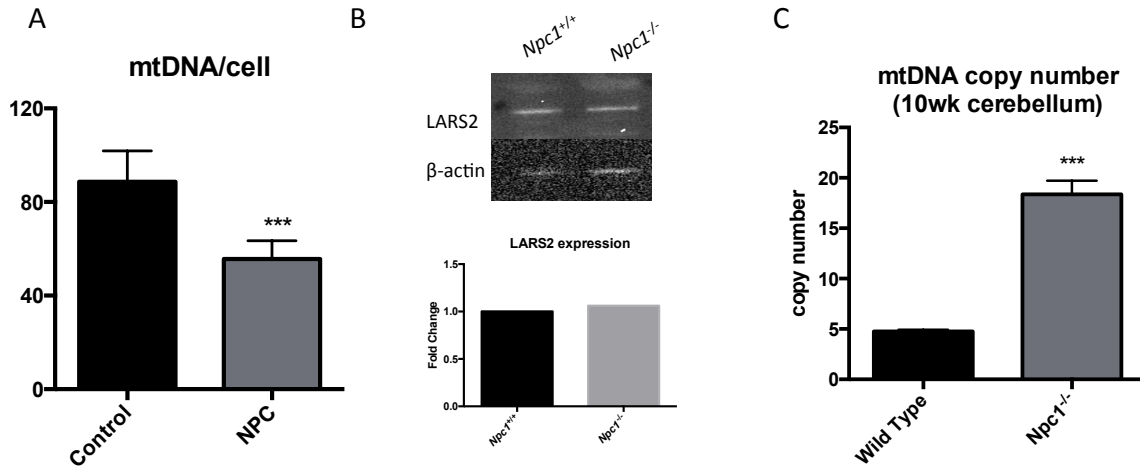 A
mtDNA/cell
120
80
40
0
***
Control
NPC
B
Npc1+/+
Npc1-/-
LARS2
β-actin
LARS2 expression
Fold Change
1.5
1.0
0.5
0.0
Npc1+/+
Npc1-/-
C
mtDNA copy number
(10wk cerebellum)
copy number
25
20
15
10
5
0
***
Wild Type
Npc1-/-